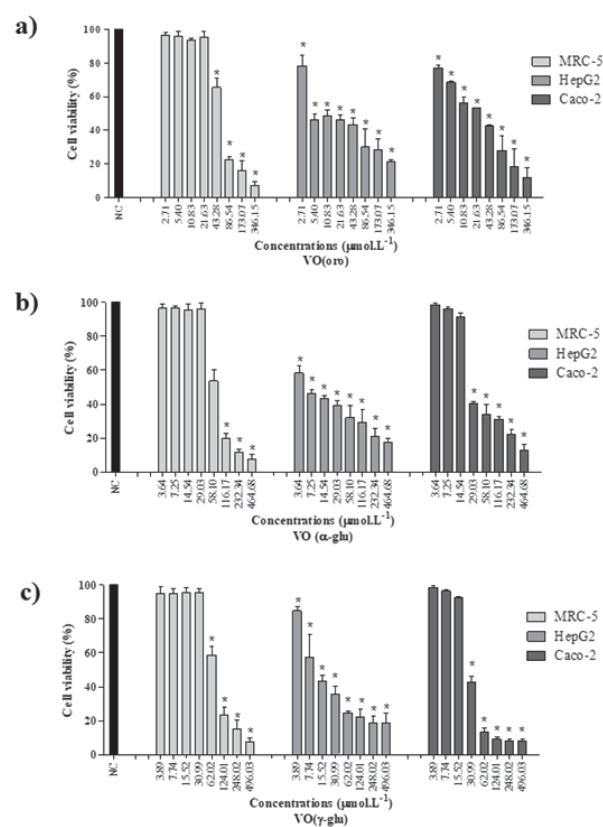 a)
100
80
60
40
20
0
Cell viability (%)
* * * *
* * * * * * * *
* * * * * * * *
MRC-5
HepG2
Caco-2
NC 2.71 5.40 10.83 21.63 43.28 86.54 173.07 346.15 2.71 5.40 10.83 21.63 43.28 86.54 173.07 346.15 2.71 5.40 10.83 21.63 43.28 86.54 173.07 346.15
Concentrations (µmol.L⁻¹)
VO(oro)
b)
100
80
60
40
20
0
Cell viability (%)
* * *
* * * * * * * *
* * * * *
MRC-5
HepG2
Caco-2
NC 3.64 7.25 14.54 29.03 58.10 116.17 232.34 464.68 3.64 7.25 14.54 29.03 58.10 116.17 232.34 464.68 3.64 7.25 14.54 29.03 58.10 116.17 232.34 464.68
Concentrations (µmol.L⁻¹)
VO (α-glu)
c)
100
80
60
40
20
0
Cell viability (%)
* * * *
* * * * * * * *
* * * * *
MRC-5
HepG2
Caco-2
NC 3.89 7.74 15.52 30.99 62.02 124.01 248.02 496.03 3.89 7.74 15.52 30.99 62.02 124.01 248.02 496.03 3.89 7.74 15.52 30.99 62.02 124.01 248.02 496.03
Concentrations (µmol.L⁻¹)
VO(γ-glu)